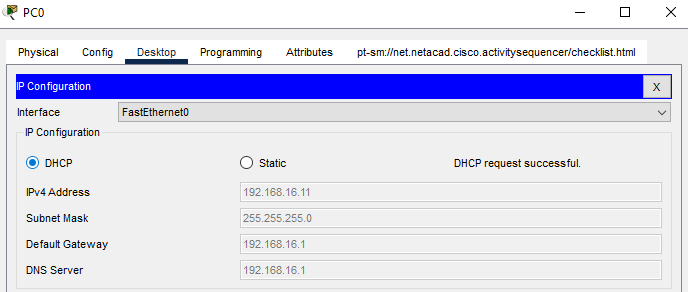 PC0
Physical Config Desktop Programming Attributes pt-sm://net.netacad.cisco.activitysequencer/checklist.html
IP Configuration X
Interface FastEthernet0
IP Configuration
DHCP Static DHCP request successful.
IPv4 Address 192.168.16.11
Subnet Mask 255.255.255.0
Default Gateway 192.168.16.1
DNS Server 192.168.16.1